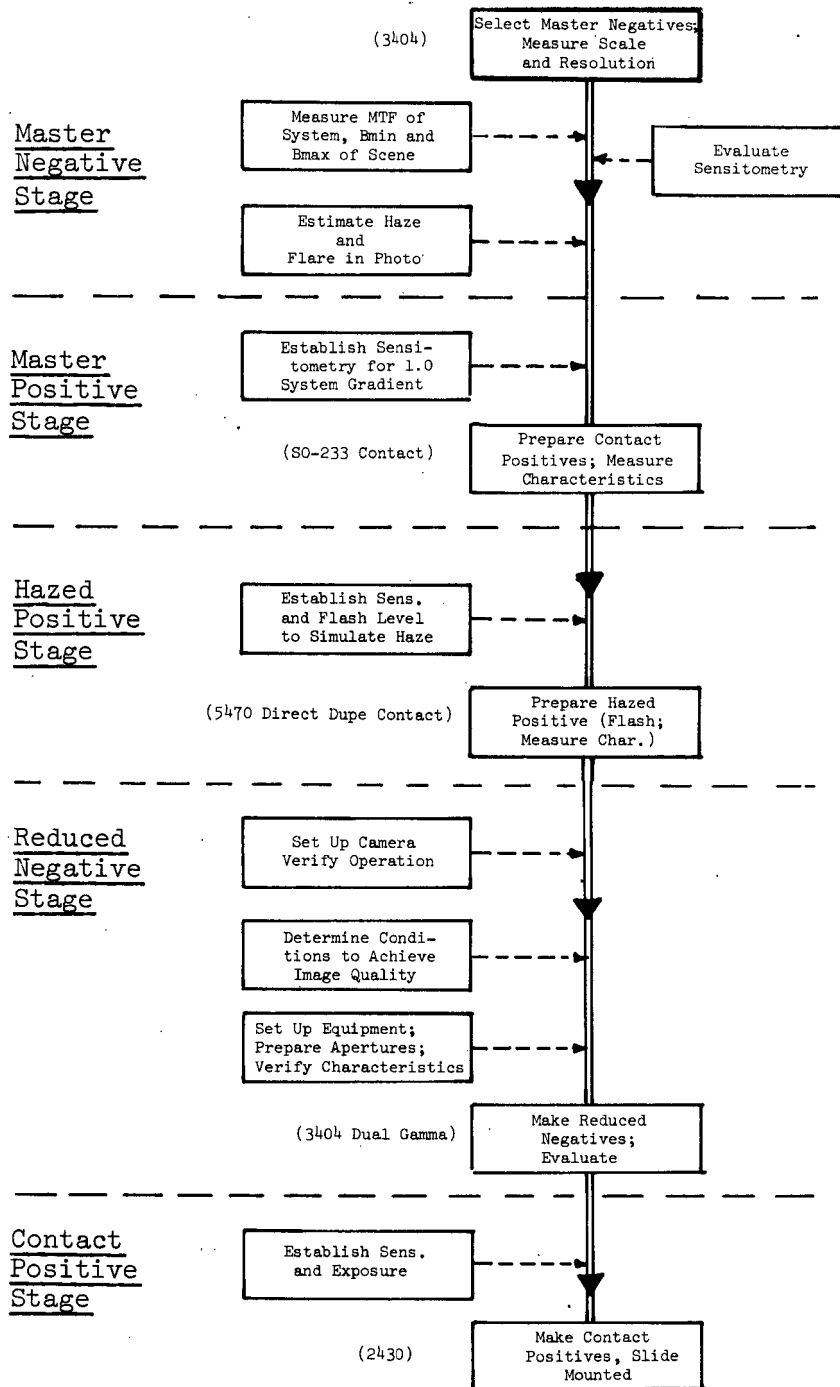 (3404)
Select Master Negatives;
Measure Scale
and Resolution
Master
Negative
Stage
Measure MTF of
System, Bmin and
Bmax of Scene
Evaluate
Sensitometry
Estimate Haze
and
Flare in Photo
Master
Positive
Stage
Establish Sensi-
tometry for 1.0
System Gradient
(SO-233 Contact)
Prepare Contact
Positives; Measure
Characteristics
Hazed
Positive
Stage
Establish Sens.
and Flash Level
to Simulate Haze
(5470 Direct Dupe Contact)
Prepare Hazed
Positive (Flash;
Measure Char.)
Reduced
Negative
Stage
Set Up Camera
Verify Operation
Determine Condi-
tions to Achieve
Image Quality
Set Up Equipment;
Prepare Apertures;
Verify Characteristics
(3404 Dual Gamma)
Make Reduced
Negatives;
Evaluate
Contact
Positive
Stage
Establish Sens.
and Exposure
(2430)
Make Contact
Positives, Slide
Mounted